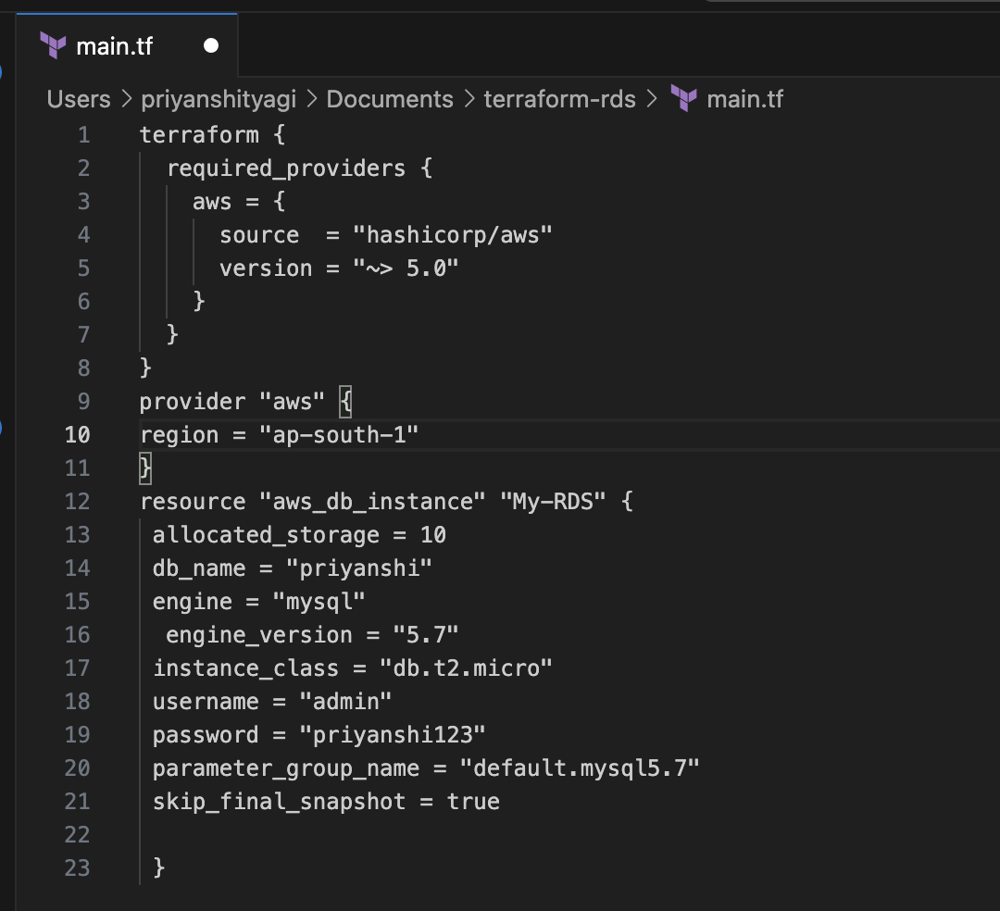 main.tf
Users > priyanshityagi > Documents > terraform-rds > main.tf
1 terraform {
2   required_providers {
3     aws = {
4       source  = "hashicorp/aws"
5       version = "~> 5.0"
6     }
7   }
8 }
9 provider "aws" {
10 region = "ap-south-1"
11 }
12 resource "aws_db_instance" "My-RDS" {
13  allocated_storage = 10
14  db_name = "priyanshi"
15  engine = "mysql"
16   engine_version = "5.7"
17  instance_class = "db.t2.micro"
18  username = "admin"
19  password = "priyanshi123"
20  parameter_group_name = "default.mysql5.7"
21  skip_final_snapshot = true
22
23  }